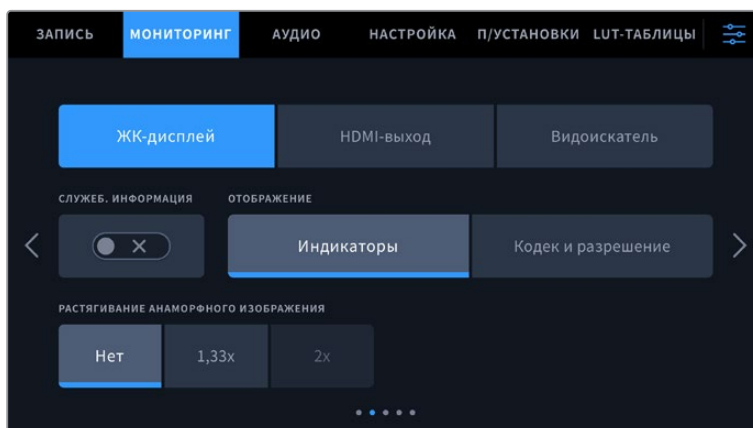 ЗАПИСЬ МОНИТОРИНГ АУДИО НАСТРОЙКА П/УСТАНОВКИ LUT-ТАБЛИЦЫ
ЖК-дисплей HDMI-выход Видоискатель
СЛУЖЕБ. ИНФОРМАЦИЯ ОТОБРАЖЕНИЕ
Индикаторы Кодек и разрешение
РАСТЯГИВАНИЕ АНАМОРФНОГО ИЗОБРАЖЕНИЯ
Нет 1,33x 2x